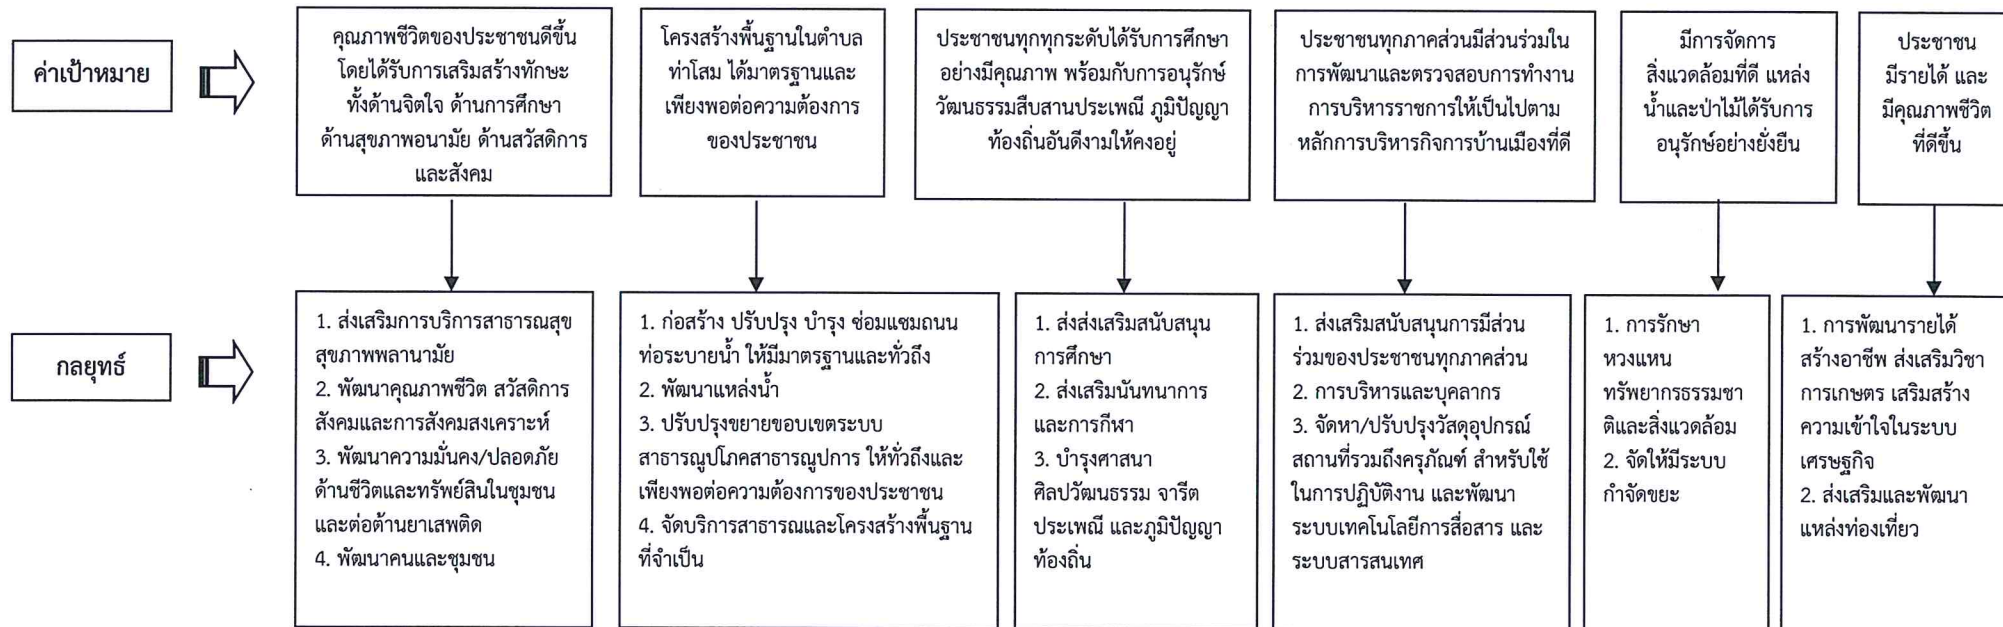 ค่าเป้าหมาย
คุณภาพชีวิตของประชาชนดีขึ้น
โดยได้รับการเสริมสร้างทักษะ
ทั้งด้านจิตใจ ด้านการศึกษา
ด้านสุขภาพอนามัย ด้านสวัสดิการ
และสังคม
โครงสร้างพื้นฐานในตำบล
ท่าโสม ได้มาตรฐานและ
เพียงพอต่อความต้องการ
ของประชาชน
ประชาชนทุกทุกระดับได้รับการศึกษา
อย่างมีคุณภาพ พร้อมกับการอนุรักษ์
วัฒนธรรมสืบสานประเพณี ภูมิปัญญา
ท้องถิ่นอันดีงามให้คงอยู่
ประชาชนทุกภาคส่วนมีส่วนร่วมใน
การพัฒนาและตรวจสอบการทำงาน
การบริหารราชการให้เป็นไปตาม
หลักการบริหารกิจการบ้านเมืองที่ดี
มีการจัดการ
สิ่งแวดล้อมที่ดี แหล่ง
น้ำและป่าไม้ได้รับการ
อนุรักษ์อย่างยั่งยืน
ประชาชน
มีรายได้ และ
มีคุณภาพชีวิต
ที่ดีขึ้น
กลยุทธ์
1. ส่งเสริมการบริการสาธารณสุข
สุขภาพพลานามัย
2. พัฒนาคุณภาพชีวิต สวัสดิการ
สังคมและการสังคมสงเคราะห์
3. พัฒนาความมั่นคง/ปลอดภัย
ด้านชีวิตและทรัพย์สินในชุมชน
และต่อต้านยาเสพติด
4. พัฒนาคนและชุมชน
1. ก่อสร้าง ปรับปรุง บำรุง ซ่อมแซมถนน
ท่อระบายน้ำ ให้มีมาตรฐานและทั่วถึง
2. พัฒนาแหล่งน้ำ
3. ปรับปรุงขยายขอบเขตระบบ
สาธารณูปโภคสาธารณูปการ ให้ทั่วถึงและ
เพียงพอต่อความต้องการของประชาชน
4. จัดบริการสาธารณและโครงสร้างพื้นฐาน
ที่จำเป็น
1. ส่งส่งเสริมสนับสนุน
การศึกษา
2. ส่งเสริมนันทนาการ
และการกีฬา
3. บำรุงศาสนา
ศิลปวัฒนธรรม จารีต
ประเพณี และภูมิปัญญา
ท้องถิ่น
1. ส่งเสริมสนับสนุนการมีส่วน
ร่วมของประชาชนทุกภาคส่วน
2. การบริหารและบุคลากร
3. จัดหา/ปรับปรุงวัสดุอุปกรณ์
สถานที่รวมถึงครุภัณฑ์ สำหรับใช้
ในการปฏิบัติงาน และพัฒนา
ระบบเทคโนโลยีการสื่อสาร และ
ระบบสารสนเทศ
1. การรักษา
หวงแหน
ทรัพยากรธรรมชา
ติและสิ่งแวดล้อม
2. จัดให้มีระบบ
กำจัดขยะ
1. การพัฒนารายได้
สร้างอาชีพ ส่งเสริมวิชา
การเกษตร เสริมสร้าง
ความเข้าใจในระบบ
เศรษฐกิจ
2. ส่งเสริมและพัฒนา
แหล่งท่องเที่ยว